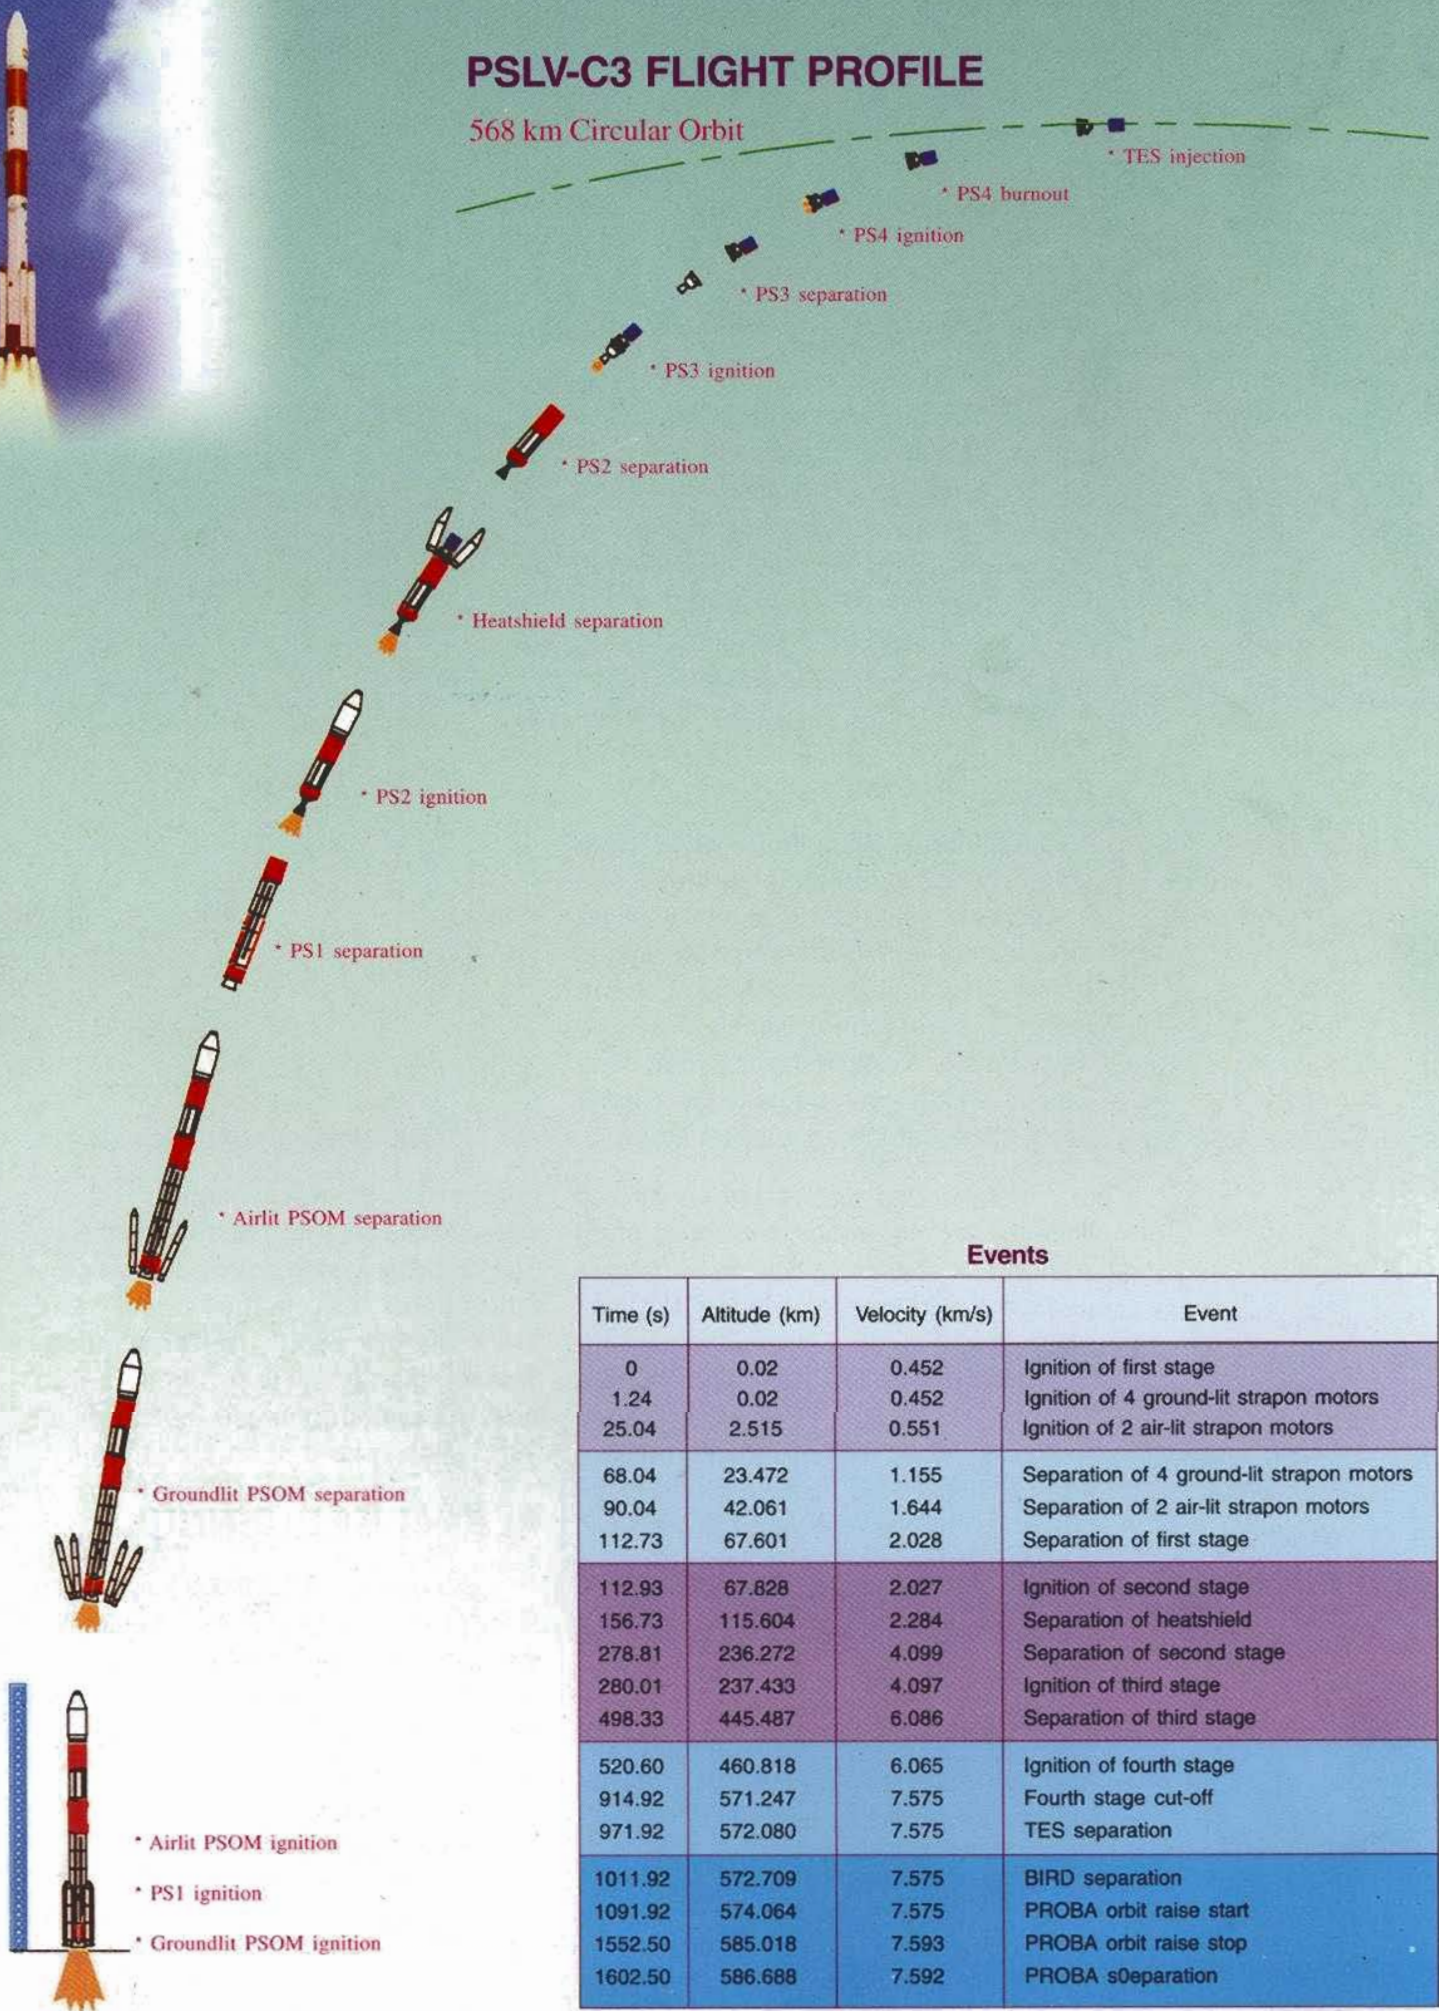 PSLV-C3 FLIGHT PROFILE
568 km Circular Orbit
* TES injection
* PS4 burnout
* PS4 ignition
* PS3 separation
* PS3 ignition
* PS2 separation
* Heatshield separation
* PS2 ignition
* PS1 separation
* Airlit PSOM separation
* Groundlit PSOM separation
* Airlit PSOM ignition
* PS1 ignition
* Groundlit PSOM ignition
Events
Time (s) Altitude (km) Velocity (km/s) Event
0 0.02 0.452 Ignition of first stage
1.24 0.02 0.452 Ignition of 4 ground-lit strapon motors
25.04 2.515 0.551 Ignition of 2 air-lit strapon motors
68.04 23.472 1.155 Separation of 4 ground-lit strapon motors
90.04 42.061 1.644 Separation of 2 air-lit strapon motors
112.73 67.601 2.028 Separation of first stage
112.93 67.828 2.027 Ignition of second stage
156.73 115.604 2.284 Separation of heatshield
278.81 236.272 4.099 Separation of second stage
280.01 237.433 4.097 Ignition of third stage
498.33 445.487 6.086 Separation of third stage
520.60 460.818 6.065 Ignition of fourth stage
914.92 571.247 7.575 Fourth stage cut-off
971.92 572.080 7.575 TES separation
1011.92 572.709 7.575 BIRD separation
1091.92 574.064 7.575 PROBA orbit raise start
1552.50 585.018 7.593 PROBA orbit raise stop
1602.50 586.688 7.592 PROBA s0eparation